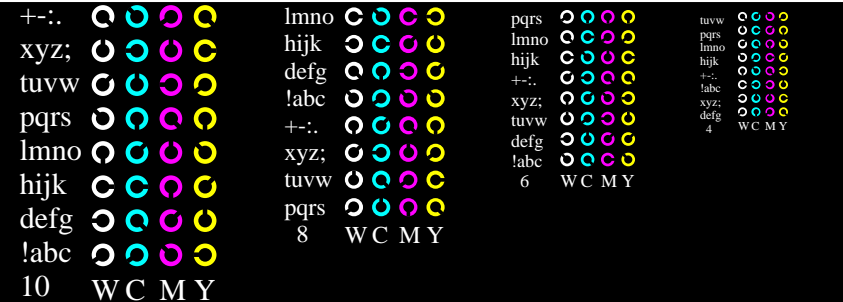 +-:.
xyz;
tuvw
pqrs
lmno
hijk
defg
!abc
10 W C M Y
lmno
hijk
defg
!abc
+-:.
xyz;
tuvw
pqrs
8 W C M Y
pqrs
lmno
hijk
+-:.
xyz;
tuvw
defg
!abc
6 W C M Y
tuvw
pqrs
lmno
hijk
+-:.
!abc
xyz;
defg
4 W C M Y